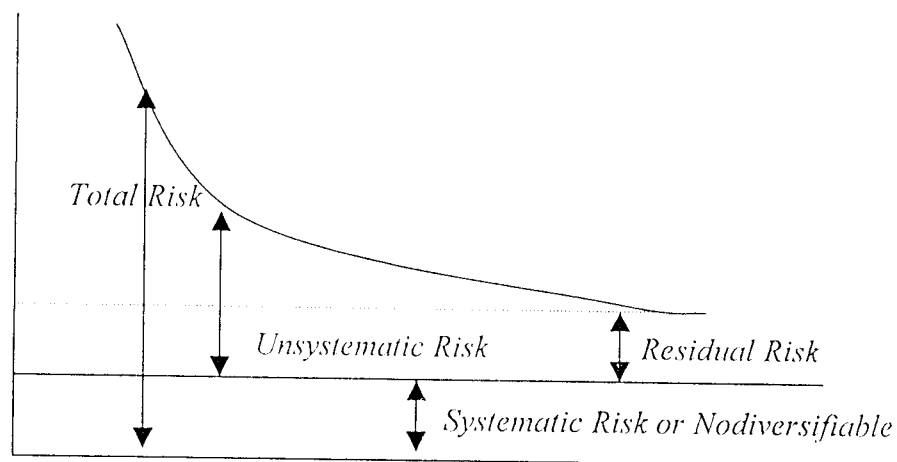 Total Risk
Unsystematic Risk
Residual Risk
Systematic Risk or Nodiversifiable